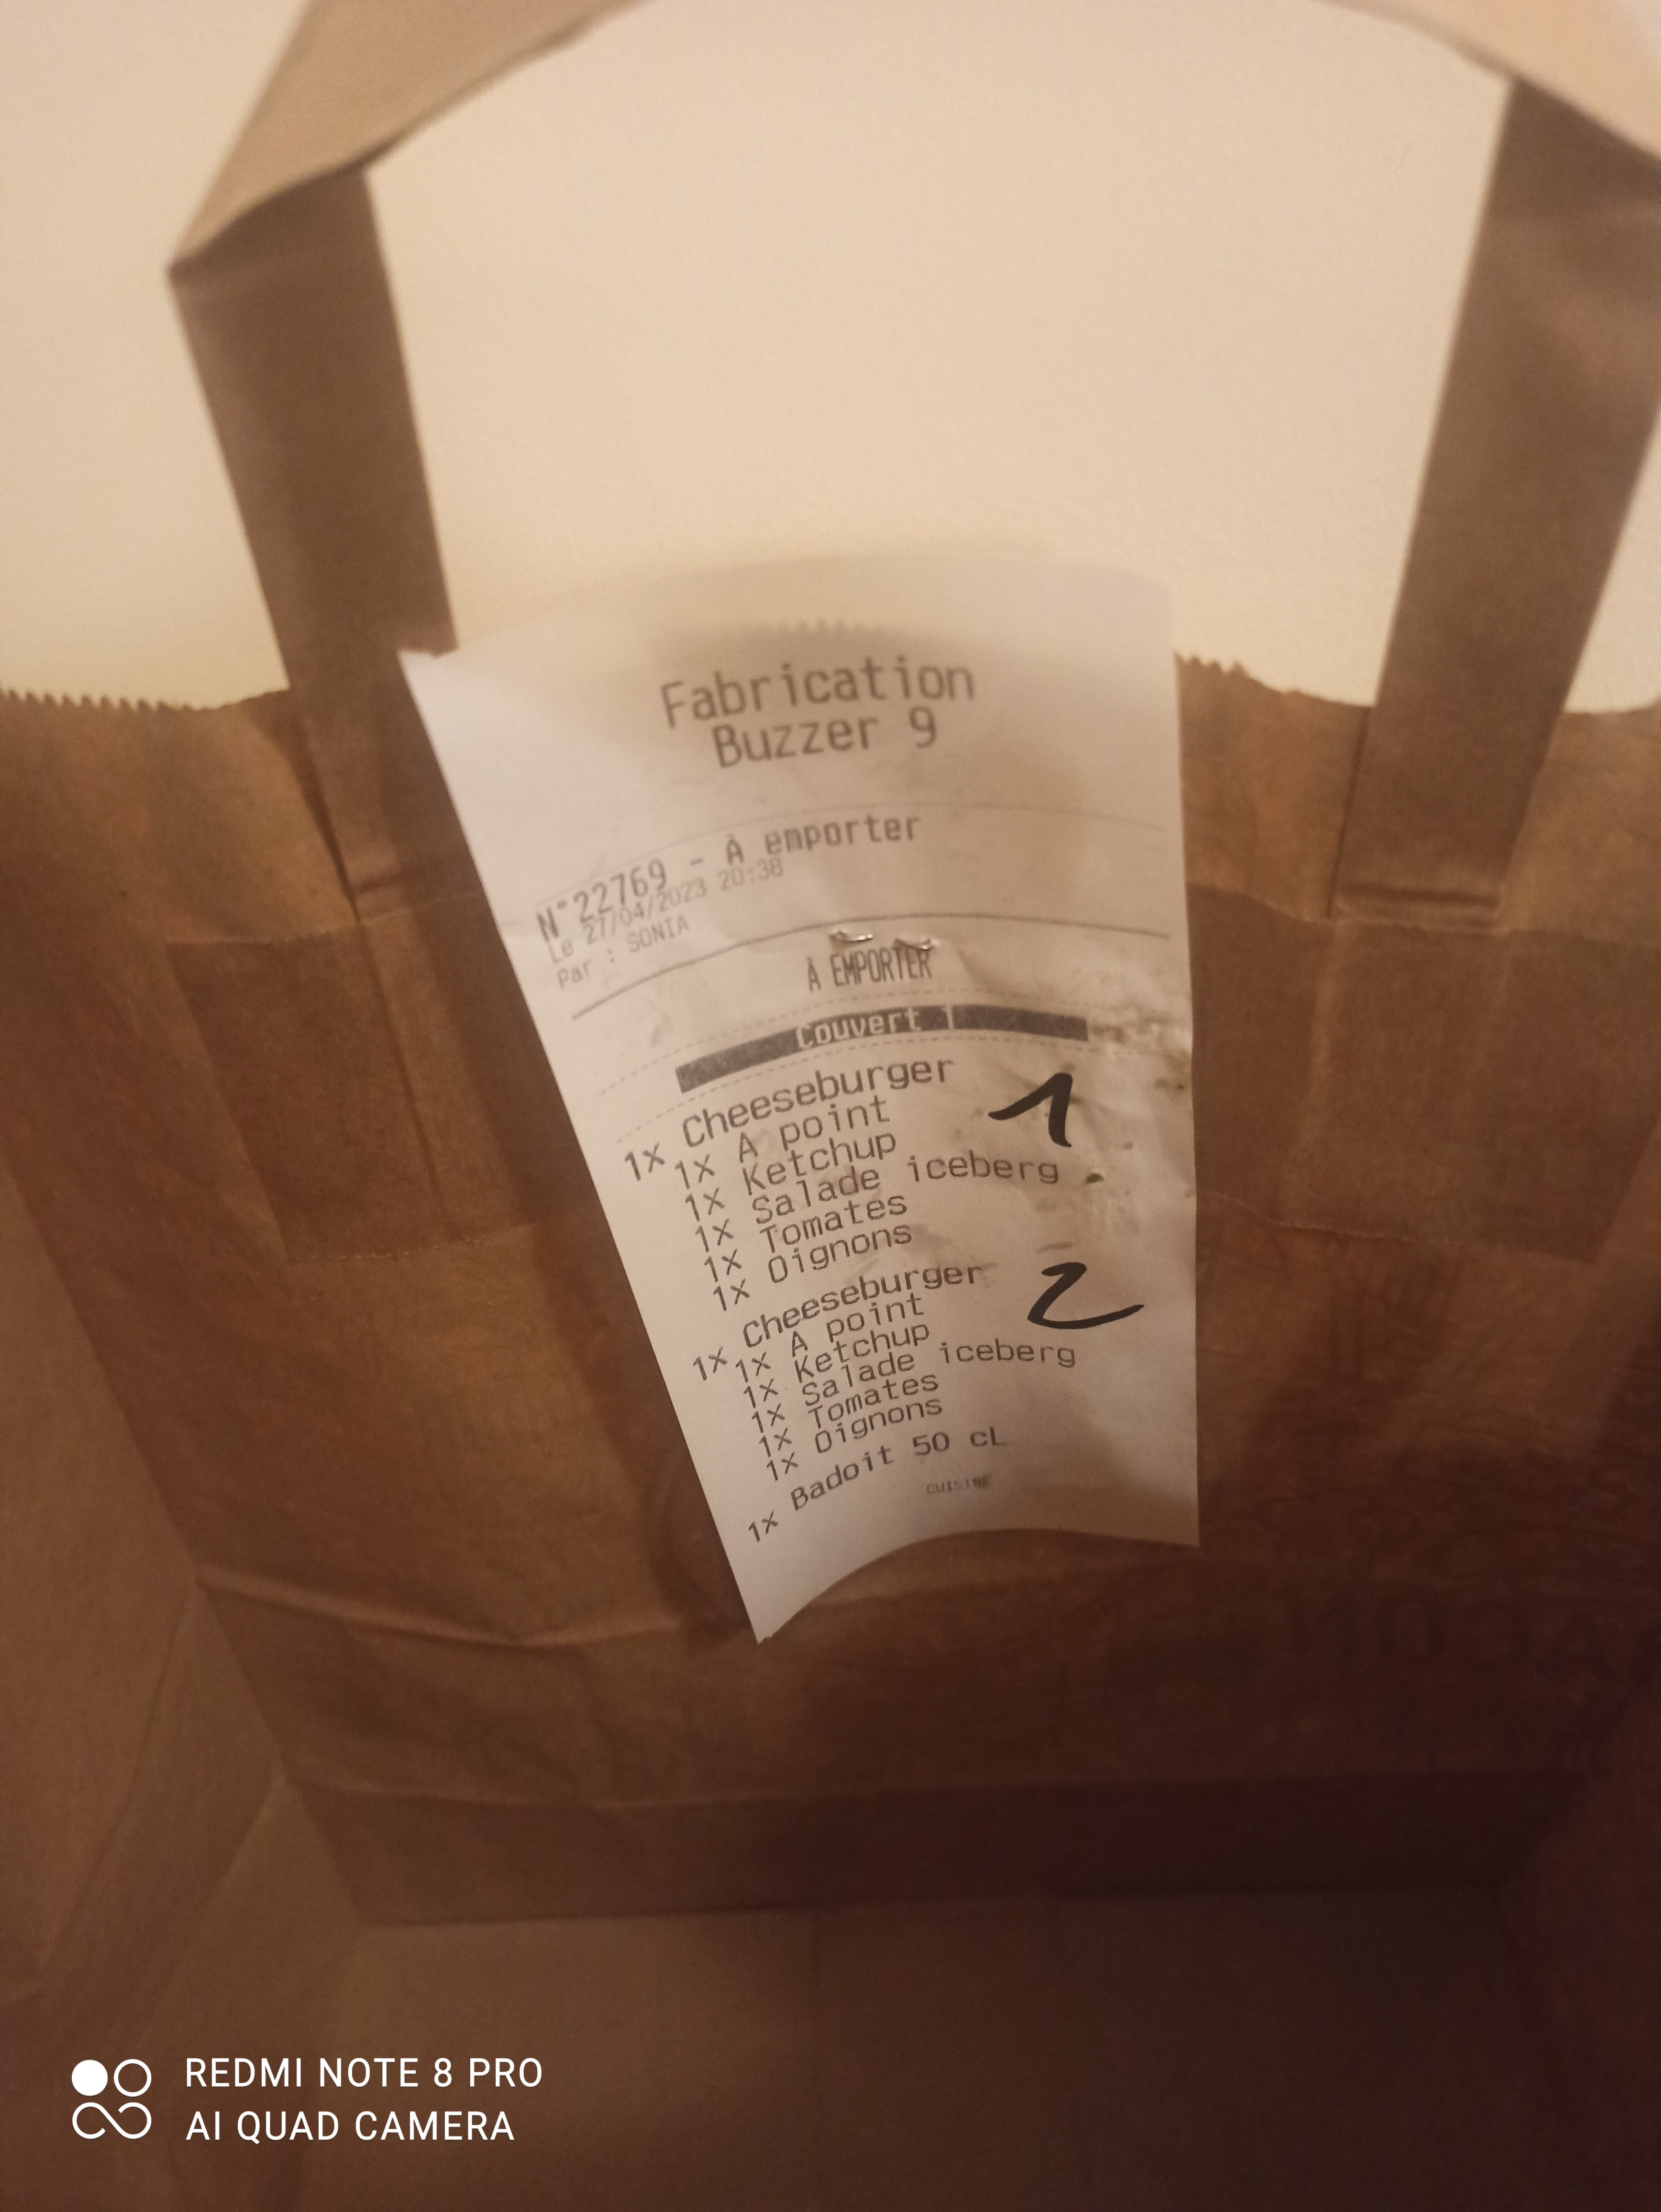 Fabrication
Buzzer 9
N°22769 - À emporter
Le 27/04/2023 20:38
Par : SONIA
À EMPORTER
Couvert 1
1x Cheeseburger
1x A point
1x Ketchup
1x Salade iceberg
1x Tomates
1x Oignons
1
1x Cheeseburger
1x A point
1x Ketchup
1x Salade iceberg
1x Tomates
1x Oignons
2
1x Badoit 50 cL
CUISINE
REDMI NOTE 8 PRO
AI QUAD CAMERA